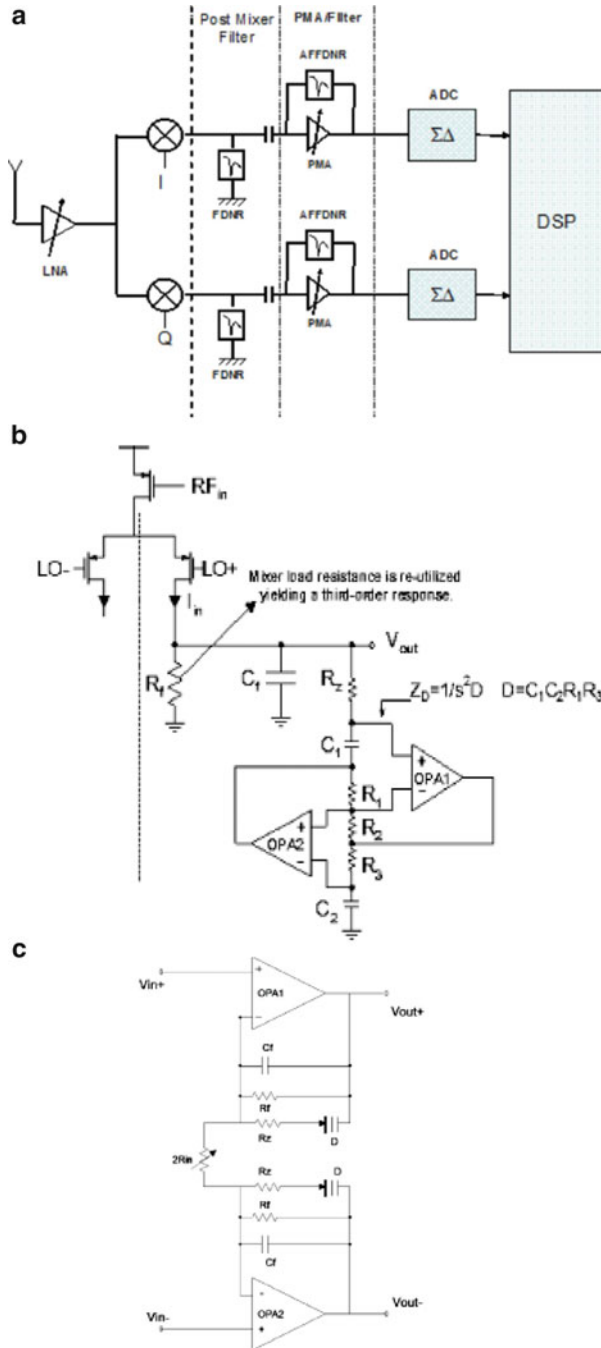 a
Post Mixer
Filter
PMA/Filter
AFFDNR
ADC
ΣΔ
I
FDNR
PMA
LNA
DSP
AFFDNR
ADC
ΣΔ
Q
FDNR
PMA
b
RFin
LO-
LO+
Iin
Mixer load resistance is re-utilized
yielding a third-order response.
Vout
Rf
Cf
Rz
ZD=1/s²D D=C1C2R1R3
C1
OPA1
+
-
R1
R2
R3
OPA2
+
-
C2
c
Vin+
+
OPA1
-
Vout+
Cf
Rf
Rz
D
2Rin
Rz
D
Rf
Cf
-
OPA2
+
Vin-
Vout-